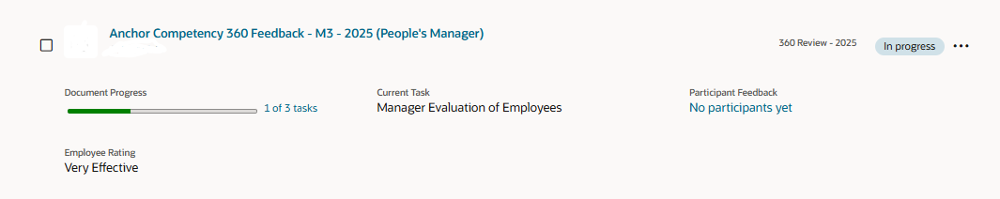 Anchor Competency 360 Feedback - M3 - 2025 (People's Manager)
360 Review - 2025
In progress
Document Progress
1 of 3 tasks
Current Task
Manager Evaluation of Employees
Participant Feedback
No participants yet
Employee Rating
Very Effective